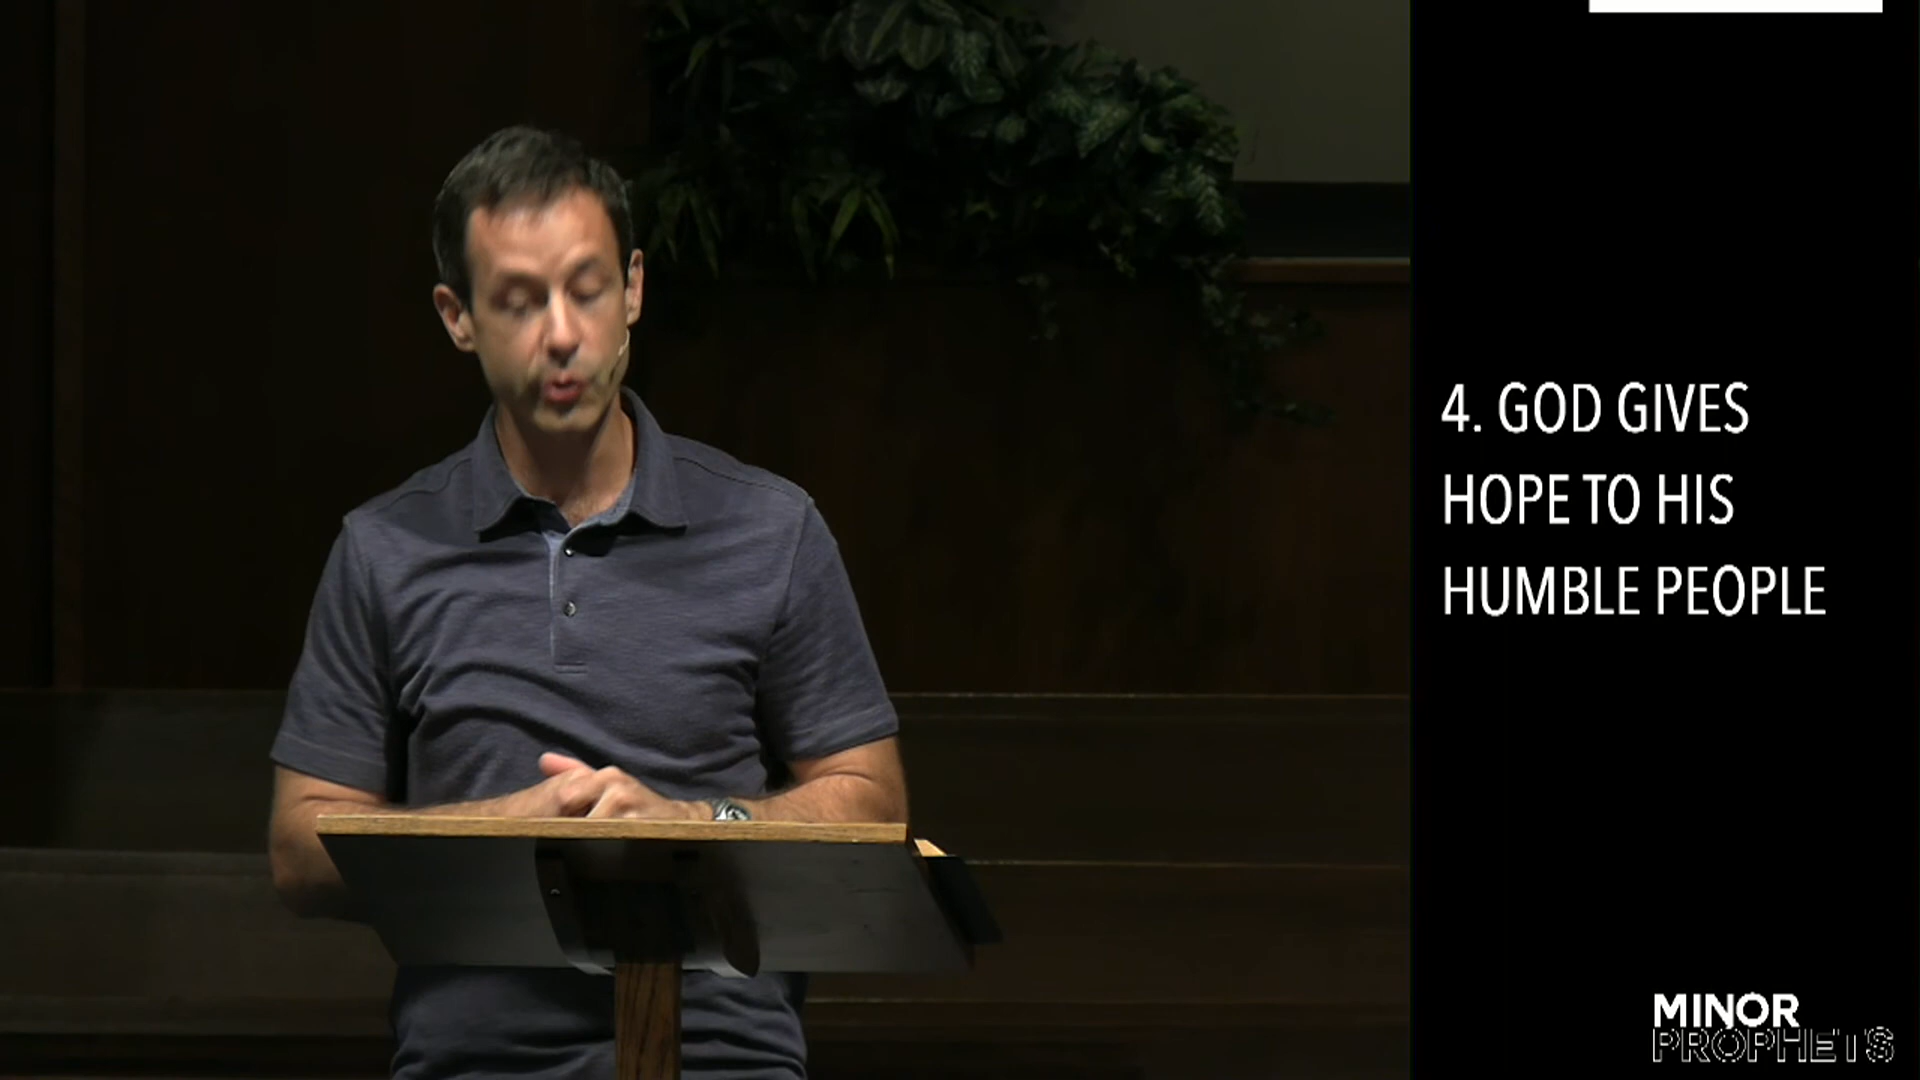 4. GOD GIVES
HOPE TO HIS
HUMBLE PEOPLE
MINOR
PROPHETS